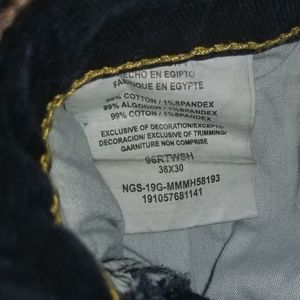 HECHO EN EGIPTO
FABRIQUE EN EGYPTE
99% COTTON / 1% SPANDEX
99% ALGODON / 1% SPANDEX
99% COTON / 1% SPANDEX
EXCLUSIVE OF DECORATION/EXCEPTO
DECORACION/ EXCLUSIVE OF TRIMMING/
GARNITURE NON COMPRISE
96RTWSH
36X30
NGS-19G-MMMH58193
191057681141